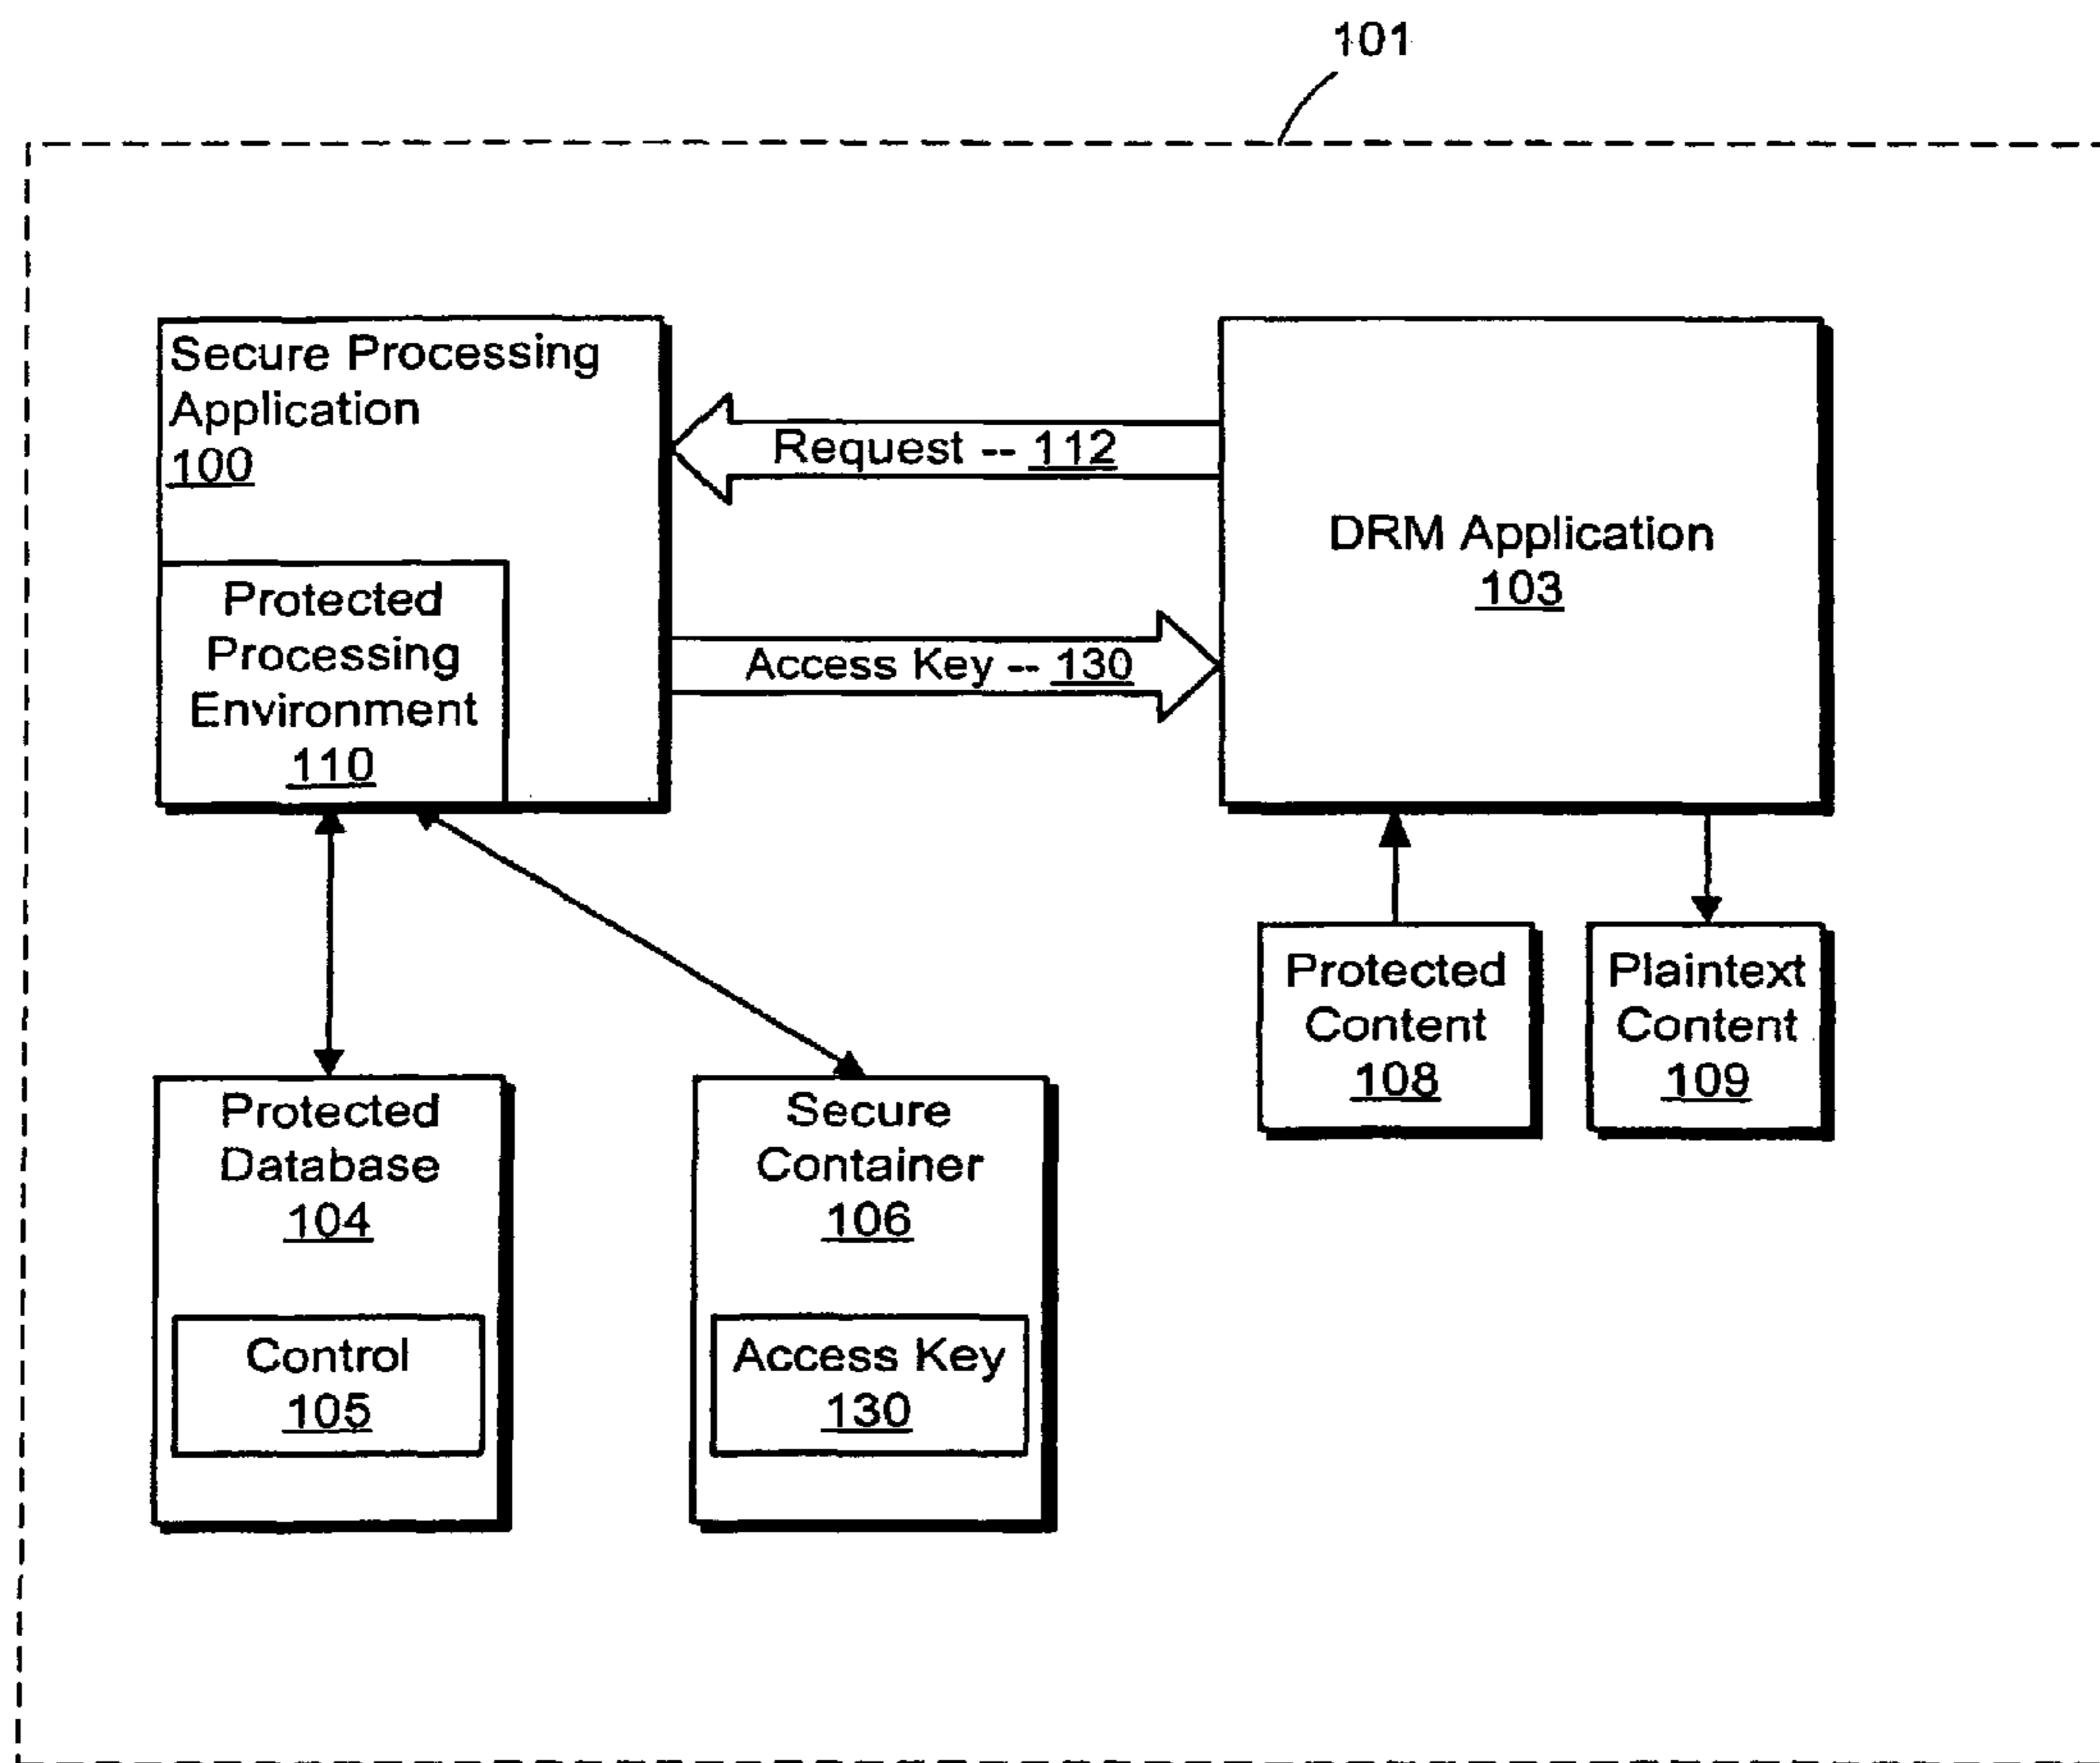 101
Secure Processing
Application
100
Request -- 112
DRM Application
103
Protected
Processing
Environment
110
Access Key -- 130
Protected
Content
108
Plaintext
Content
109
Protected
Database
104
Secure
Container
106
Control
105
Access Key
130